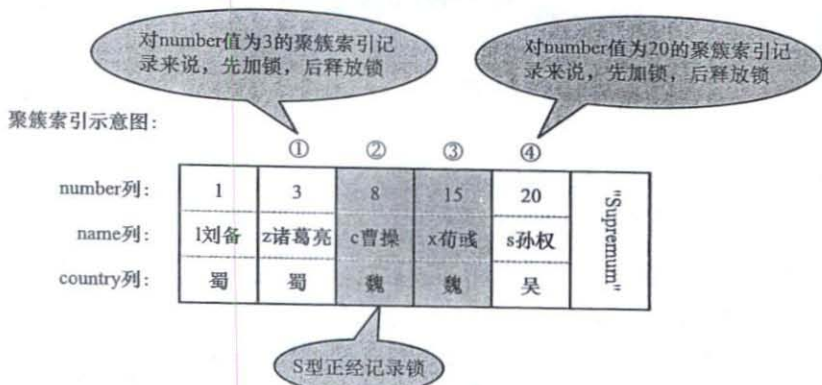 对number值为3的聚簇索引记
录来说，先加锁，后释放锁
对number值为20的聚簇索引记
录来说，先加锁，后释放锁
聚簇索引示意图：
① ② ③ ④
number列： 1 3 8 15 20 "Supremum"
name列： l刘备 z诸葛亮 c曹操 x荀彧 s孙权
country列： 蜀 蜀 魏 魏 吴
S型正经记录锁